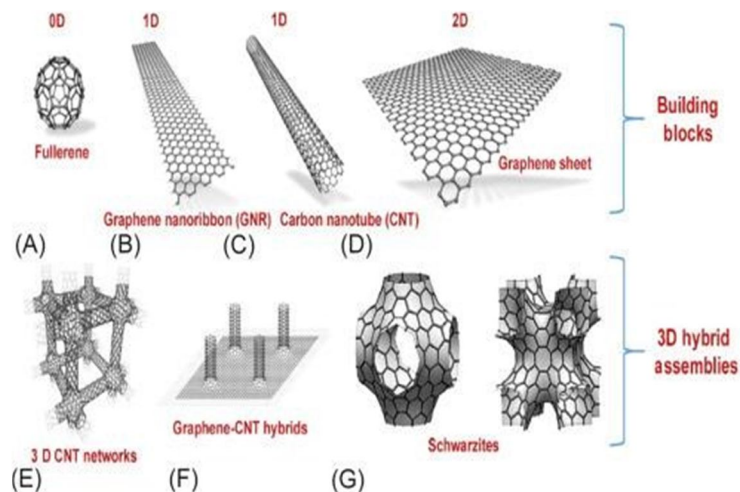 0D
1D
1D
2D
Fullerene
Graphene nanoribbon (GNR)
Carbon nanotube (CNT)
Graphene sheet
Building
blocks
(A)
(B)
(C)
(D)
3 D CNT networks
Graphene-CNT hybrids
Schwarzites
3D hybrid
assemblies
(E)
(F)
(G)